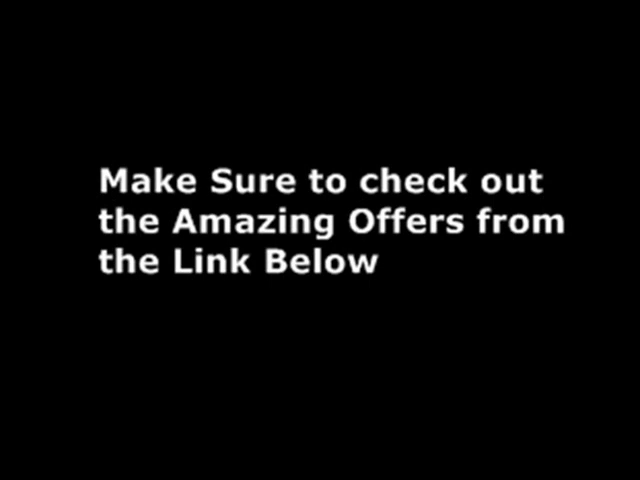 Make Sure to check out
the Amazing Offers from
the Link Below